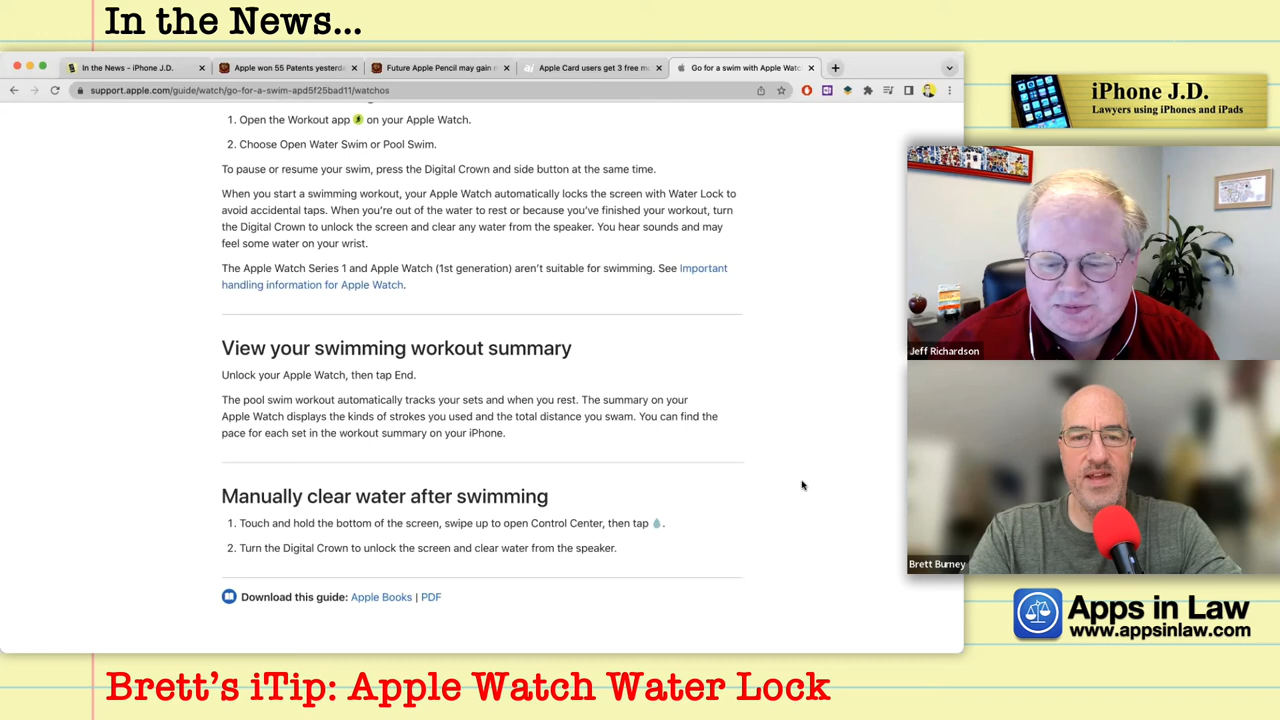 In the News...
In the News - iPhone J.D.
Apple won 55 Patents yesterd
Future Apple Pencil may gain n
Apple Card users get 3 free m
Go for a swim with Apple Watc
support.apple.com/guide/watch/go-for-a-swim-apd5f25bad11/watchos
1. Open the Workout app on your Apple Watch.
2. Choose Open Water Swim or Pool Swim.
To pause or resume your swim, press the Digital Crown and side button at the same time.
When you start a swimming workout, your Apple Watch automatically locks the screen with Water Lock to
avoid accidental taps. When you're out of the water to rest or because you've finished your workout, turn
the Digital Crown to unlock the screen and clear any water from the speaker. You hear sounds and may
feel some water on your wrist.
The Apple Watch Series 1 and Apple Watch (1st generation) aren't suitable for swimming. See Important
handling information for Apple Watch.
View your swimming workout summary
Unlock your Apple Watch, then tap End.
The pool swim workout automatically tracks your sets and when you rest. The summary on your
Apple Watch displays the kinds of strokes you used and the total distance you swam. You can find the
pace for each set in the workout summary on your iPhone.
Manually clear water after swimming
1. Touch and hold the bottom of the screen, swipe up to open Control Center, then tap .
2. Turn the Digital Crown to unlock the screen and clear water from the speaker.
Download this guide: Apple Books | PDF
iPhone J.D.
Lawyers using iPhones and iPads
Jeff Richardson
Brett Burney
Apps in Law
www.appsinlaw.com
Brett's iTip: Apple Watch Water Lock